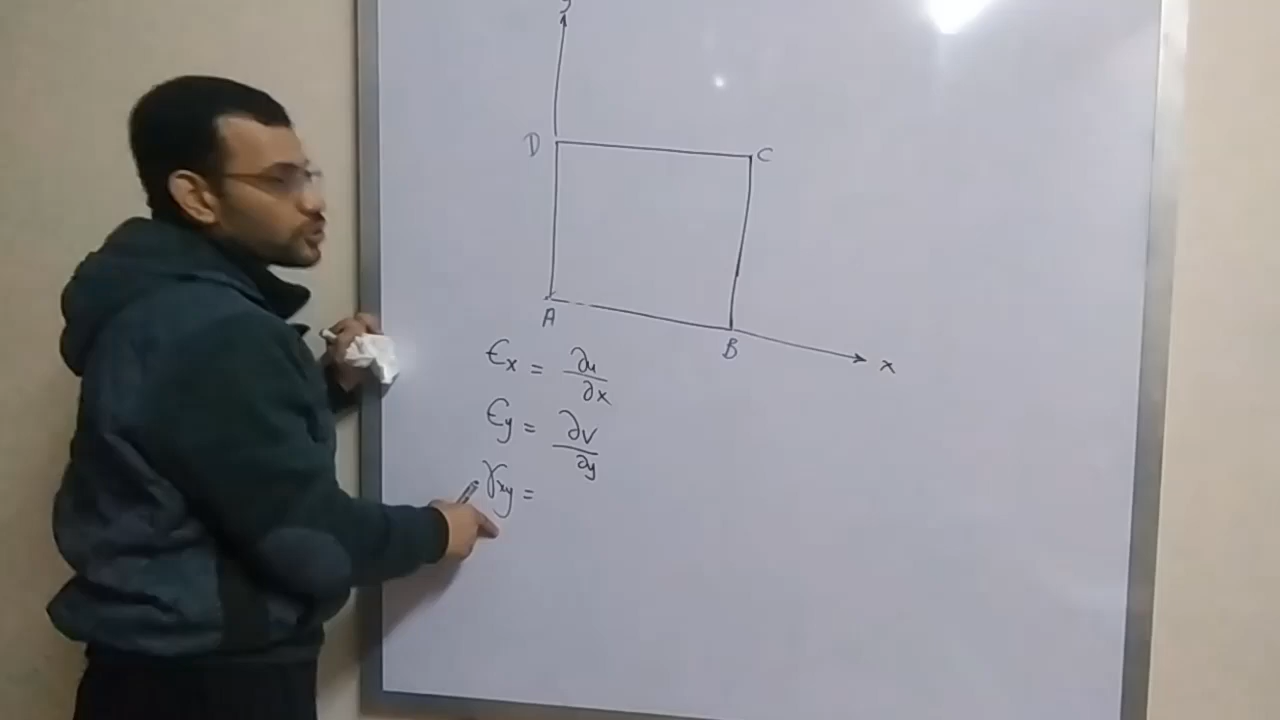 y
D
C
A
B
x
ϵx = ∂u/∂x
ϵy = ∂v/∂y
γxy =